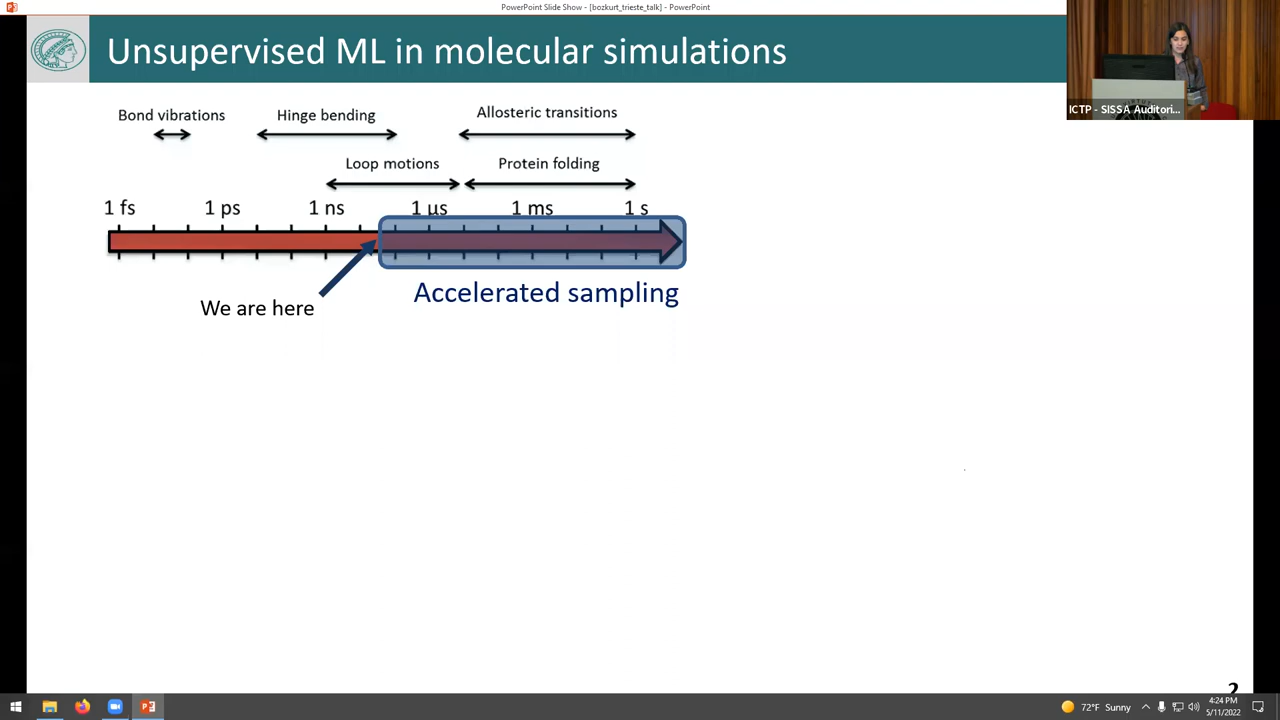 PowerPoint Slide Show - [bozkurt_trieste_talk] - PowerPoint
Unsupervised ML in molecular simulations
ICTP - SISSA Auditori...
Bond vibrations
Hinge bending
Allosteric transitions
Loop motions
Protein folding
1 fs
1 ps
1 ns
1 µs
1 ms
1 s
We are here
Accelerated sampling
2
72°F Sunny
4:24 PM
5/11/2022